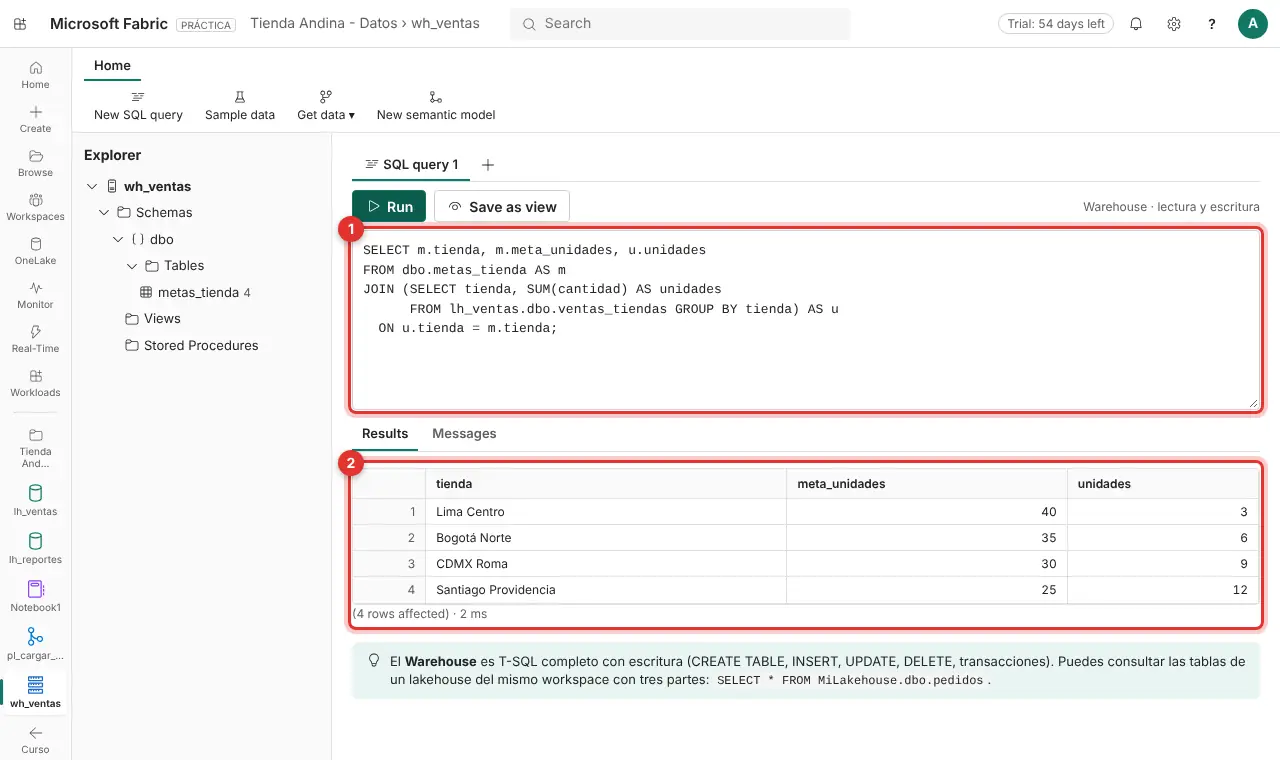 Microsoft Fabric PRÁCTICA Tienda Andina - Datos › wh_ventas Search Trial: 54 days left ? A
Home
Create
Browse
Workspaces
OneLake
Monitor
Real-Time
Workloads
Tienda
And...
lh_ventas
lh_reportes
Notebook1
pl_cargar_...
wh_ventas
Curso
Home
New SQL query Sample data Get data ▾ New semantic model
Explorer
wh_ventas
Schemas
dbo
Tables
metas_tienda 4
Views
Stored Procedures
SQL query 1
Run Save as view Warehouse · lectura y escritura
1
SELECT m.tienda, m.meta_unidades, u.unidades
FROM dbo.metas_tienda AS m
JOIN (SELECT tienda, SUM(cantidad) AS unidades
FROM lh_ventas.dbo.ventas_tiendas GROUP BY tienda) AS u
ON u.tienda = m.tienda;
Results Messages
2
tienda meta_unidades unidades
1 Lima Centro 40 3
2 Bogotá Norte 35 6
3 CDMX Roma 30 9
4 Santiago Providencia 25 12
(4 rows affected) · 2 ms
El Warehouse es T-SQL completo con escritura (CREATE TABLE, INSERT, UPDATE, DELETE, transacciones). Puedes consultar las tablas de
un lakehouse del mismo workspace con tres partes: SELECT * FROM MiLakehouse.dbo.pedidos .